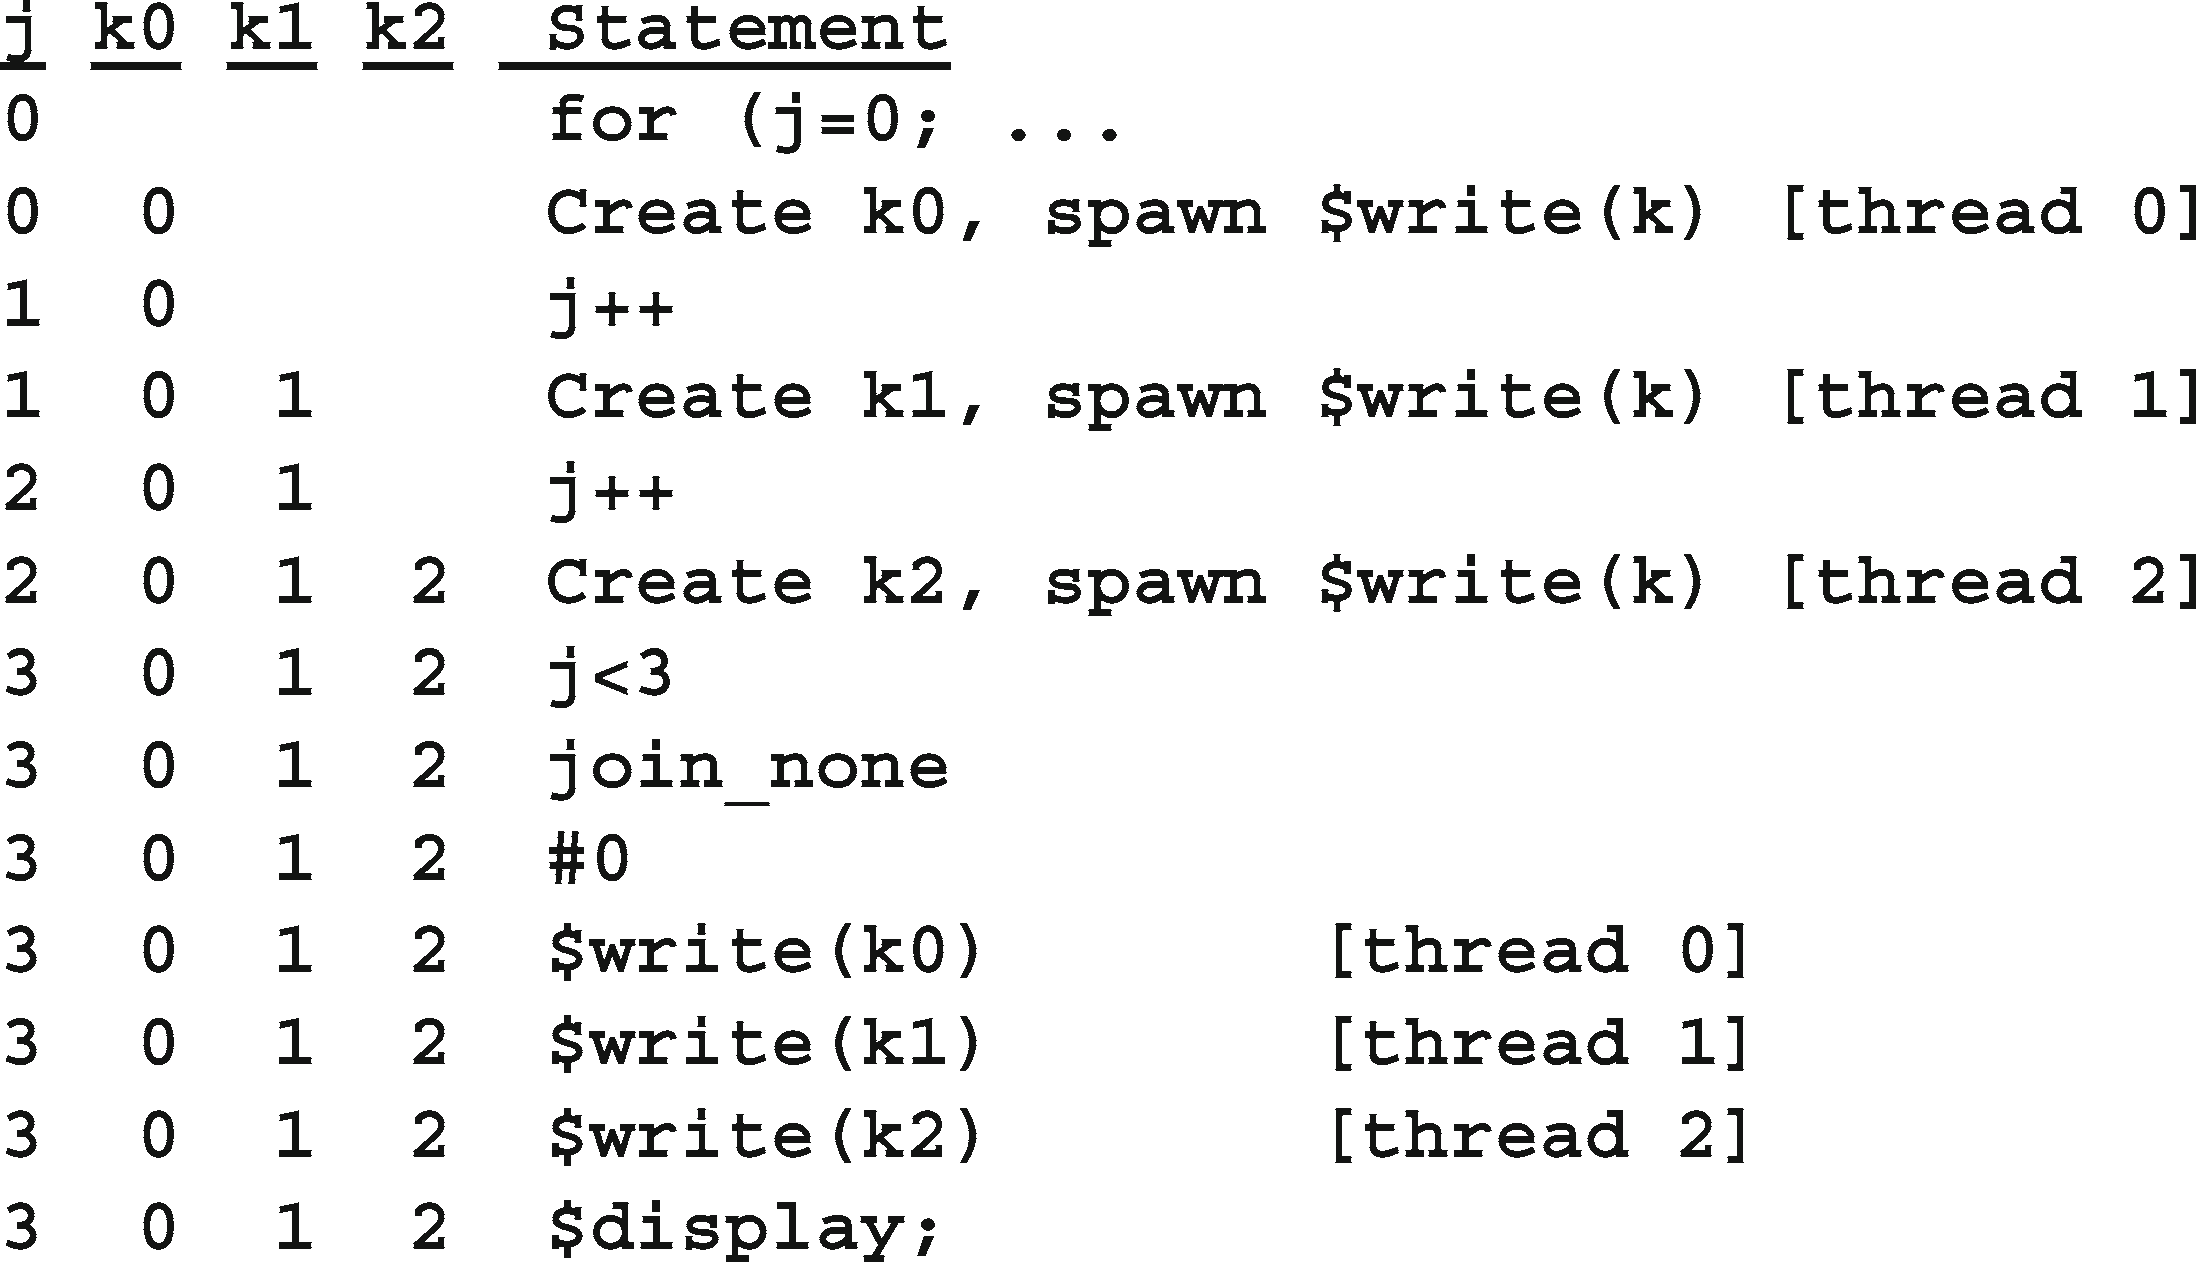 j k0 k1 k2 Statement
0 for (j=0; ...
0 0 Create k0, spawn $write(k) [thread 0]
1 0 j++
1 0 1 Create k1, spawn $write(k) [thread 1]
2 0 1 j++
2 0 1 2 Create k2, spawn $write(k) [thread 2]
3 0 1 2 j<3
3 0 1 2 join_none
3 0 1 2 #0
3 0 1 2 $write(k0) [thread 0]
3 0 1 2 $write(k1) [thread 1]
3 0 1 2 $write(k2) [thread 2]
3 0 1 2 $display;